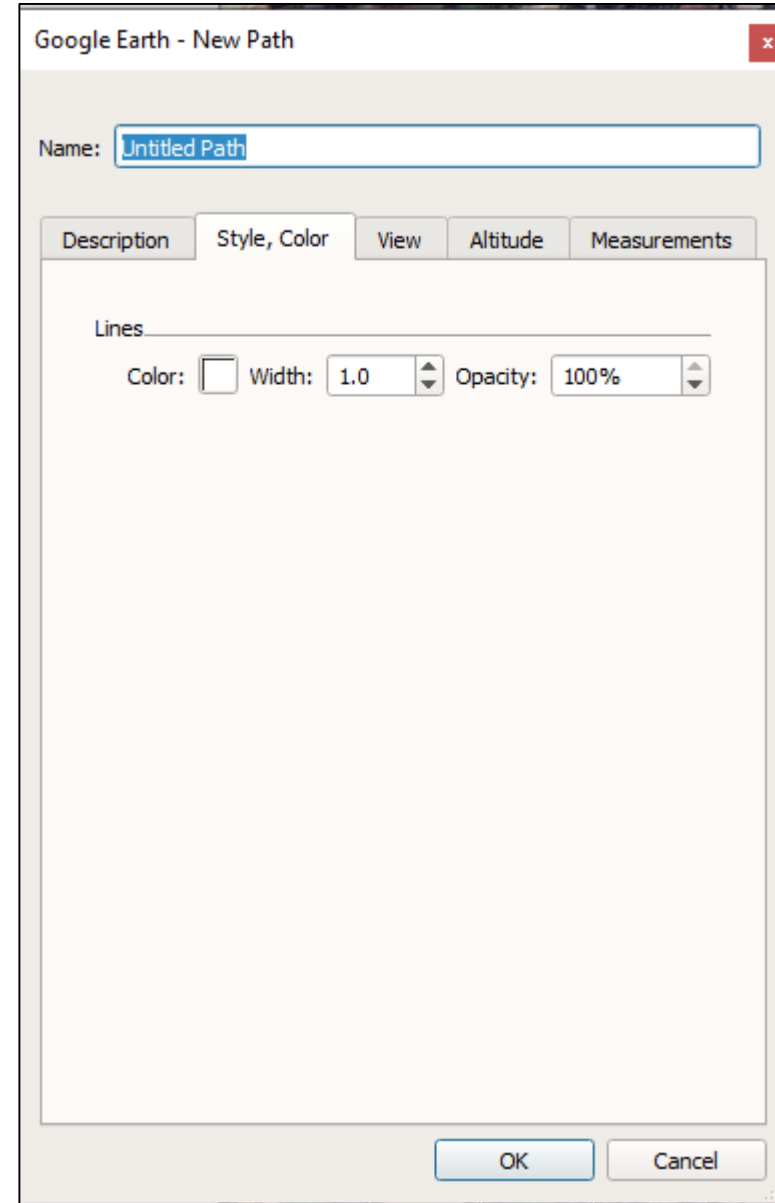 Google Earth - New Path x
Name: Untitled Path
Description Style, Color View Altitude Measurements
Lines
Color: Width: 1.0 Opacity: 100%
OK Cancel